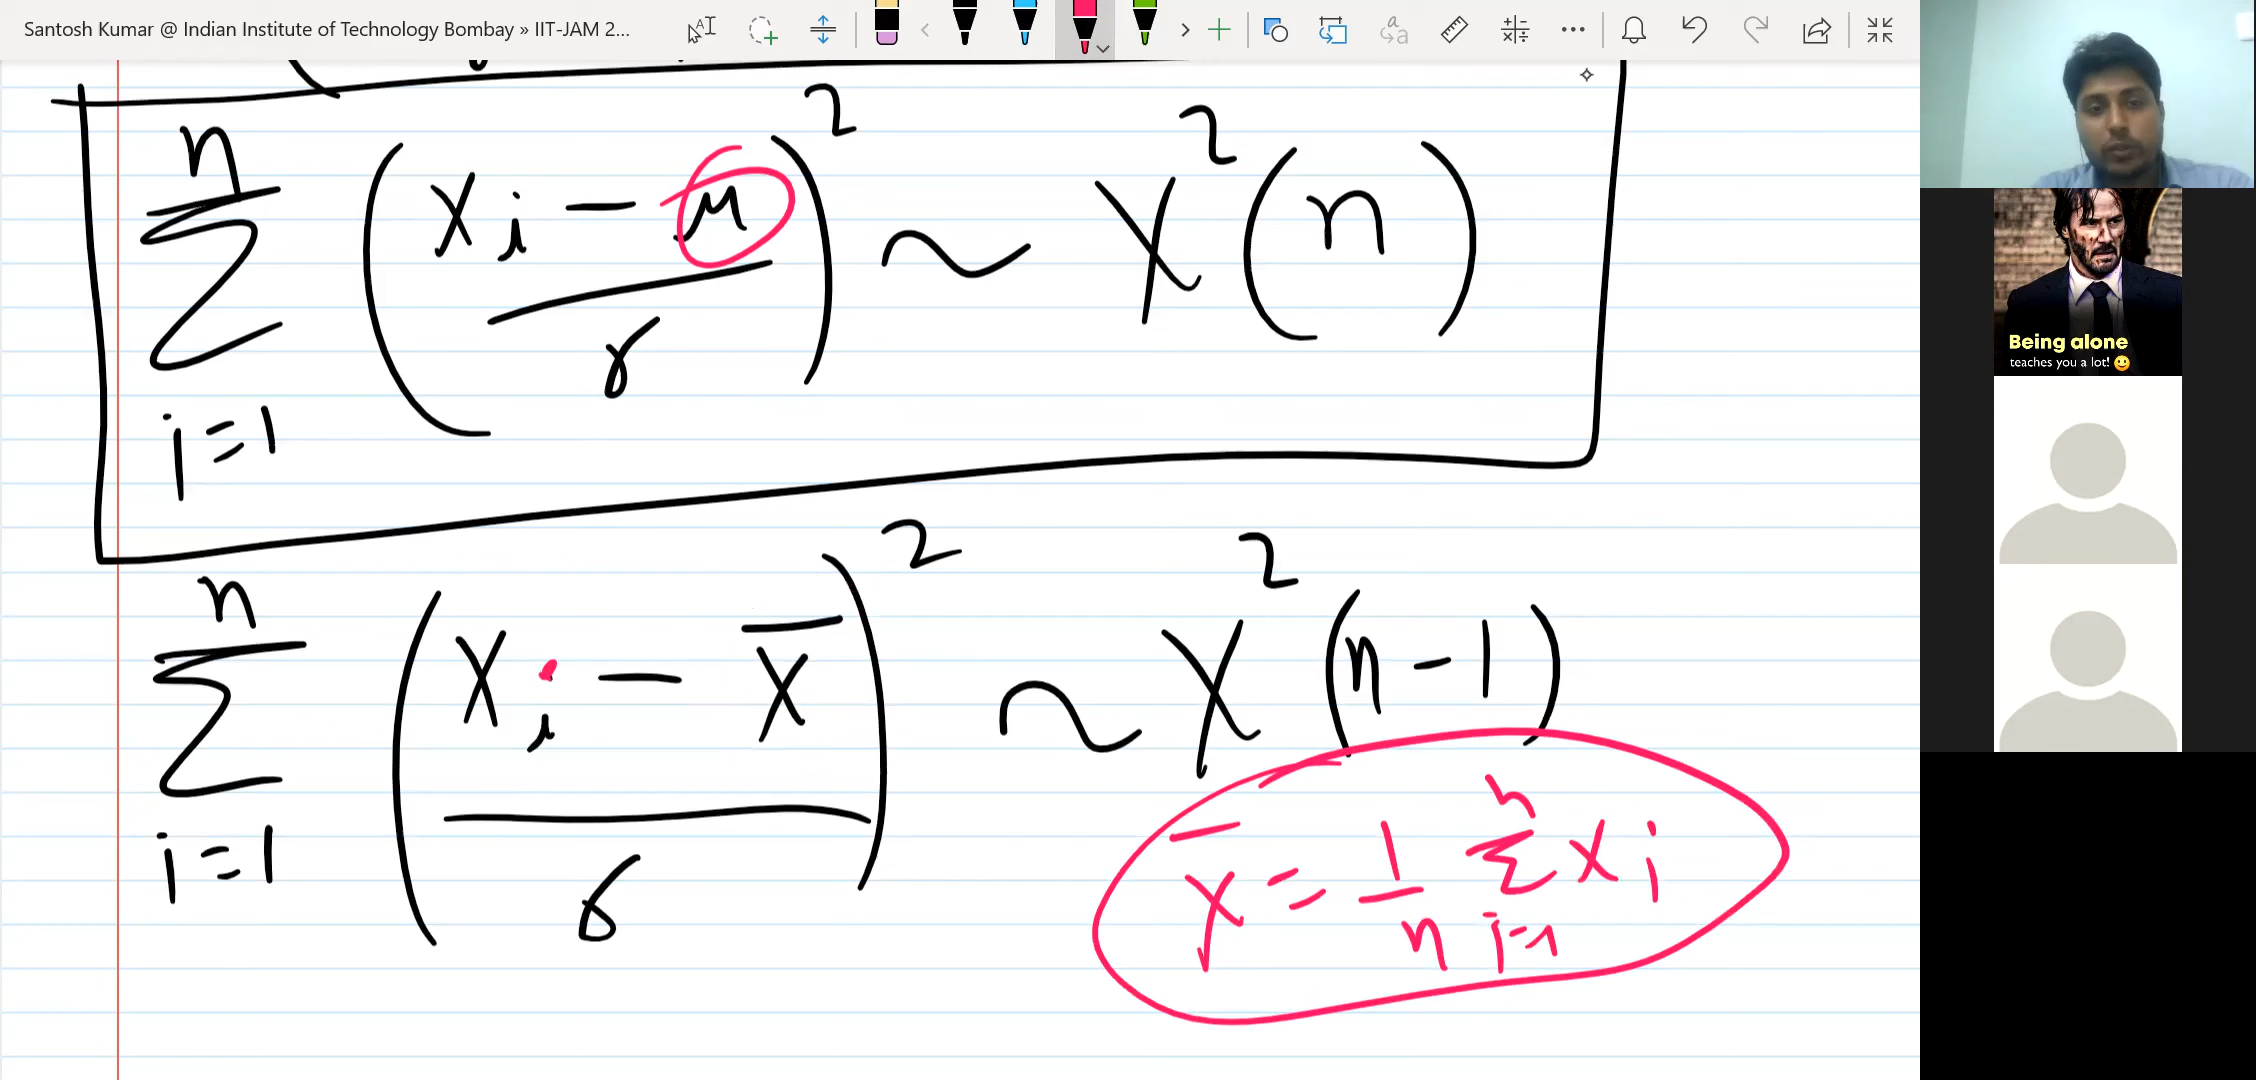 Santosh Kumar @ Indian Institute of Technology Bombay » IIT-JAM 2...
n
∑ ( (Xi − μ) / σ )² ~ χ²(n)
i=1
n
∑ ( (Xi − X̄) / σ )² ~ χ²(n−1)
i=1
X̄ = 1/n ∑ i=1 n Xi
Being alone
teaches you a lot! 😀